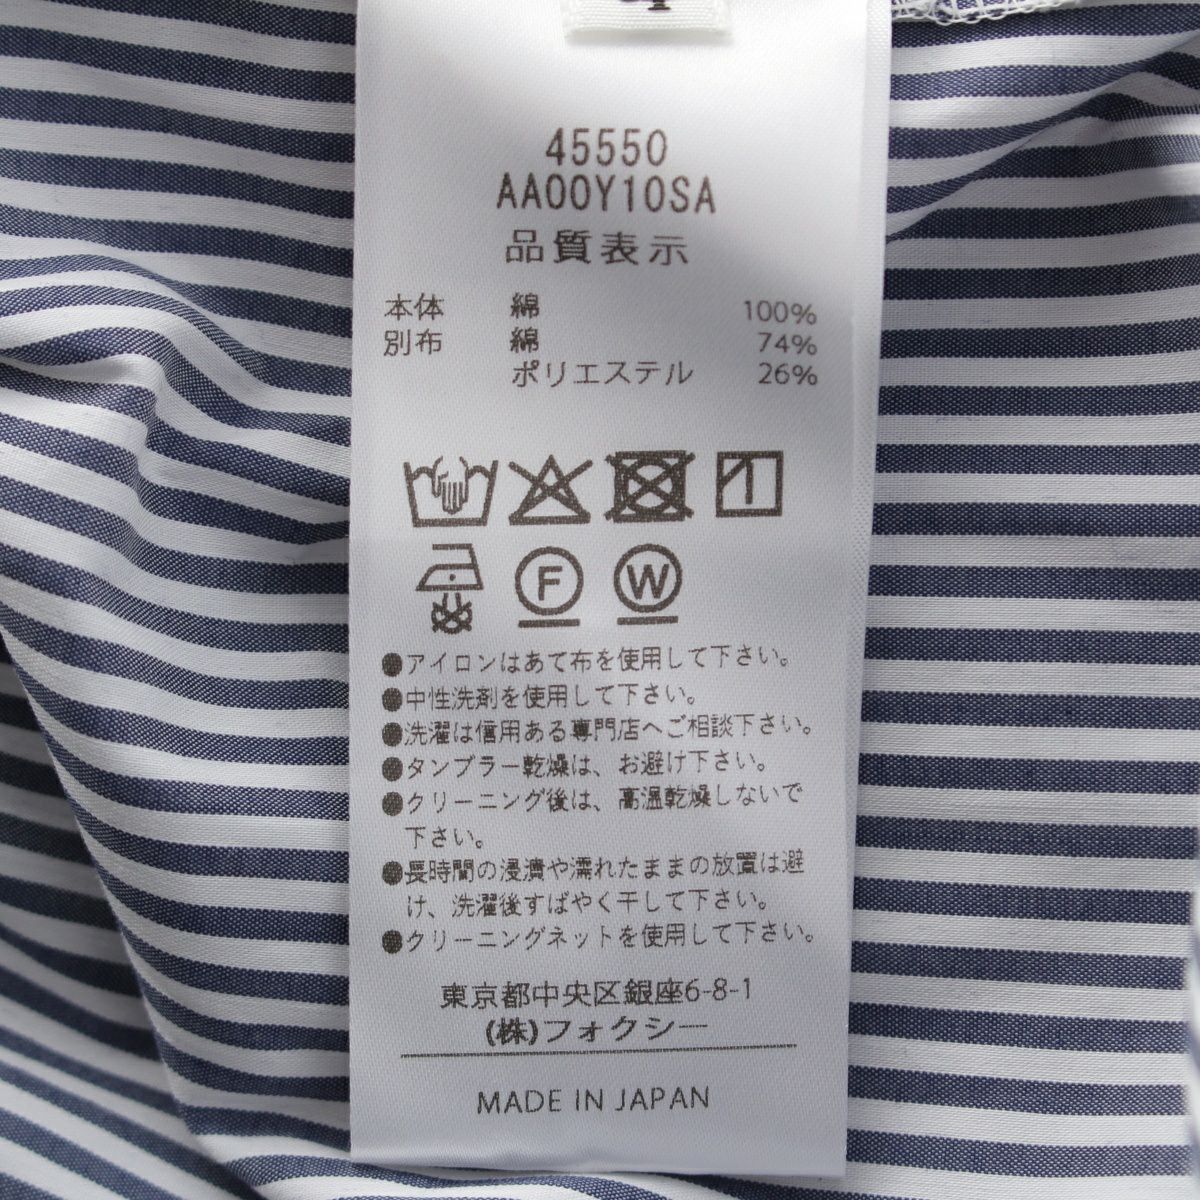 45550
AA00Y10SA
品質表示
本体 綿 100%
別布 綿 74%
ポリエステル 26%
F W
●アイロンはあて布を使用して下さい。
●中性洗剤を使用して下さい。
●洗濯は信用ある専門店へご相談下さい。
●タンブラー乾燥は、お避け下さい。
●クリーニング後は、高温乾燥しないで
下さい。
●長時間の浸漬や濡れたままの放置は避
け、洗濯後すばやく干して下さい。
●クリーニングネットを使用して下さい。
東京都中央区銀座6-8-1
(株)フォクシー
MADE IN JAPAN